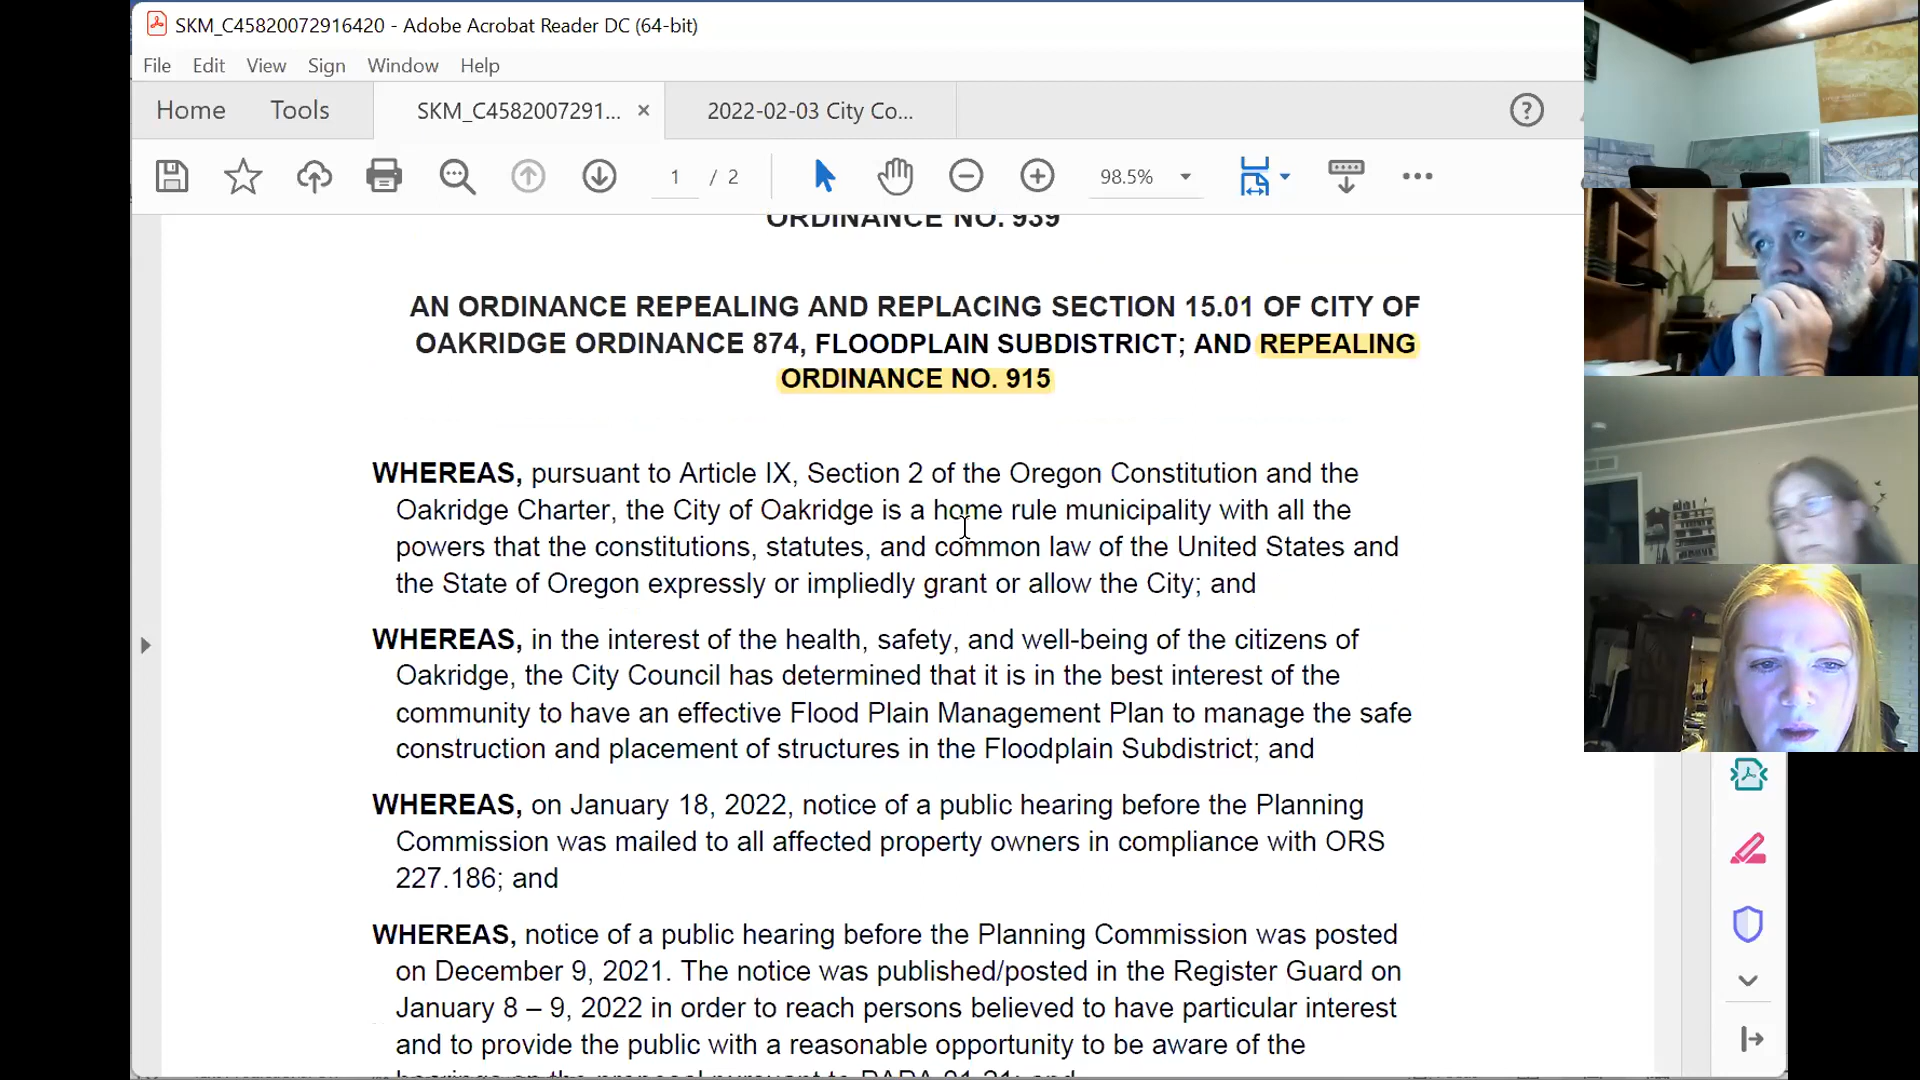 SKM_C45820072916420 - Adobe Acrobat Reader DC (64-bit)
File Edit View Sign Window Help
Home Tools SKM_C4582007291... × 2022-02-03 City Co...
1 / 2 98.5%
ORDINANCE NO. 939
AN ORDINANCE REPEALING AND REPLACING SECTION 15.01 OF CITY OF
OAKRIDGE ORDINANCE 874, FLOODPLAIN SUBDISTRICT; AND REPEALING
ORDINANCE NO. 915
WHEREAS, pursuant to Article IX, Section 2 of the Oregon Constitution and the
Oakridge Charter, the City of Oakridge is a home rule municipality with all the
powers that the constitutions, statutes, and common law of the United States and
the State of Oregon expressly or impliedly grant or allow the City; and
WHEREAS, in the interest of the health, safety, and well-being of the citizens of
Oakridge, the City Council has determined that it is in the best interest of the
community to have an effective Flood Plain Management Plan to manage the safe
construction and placement of structures in the Floodplain Subdistrict; and
WHEREAS, on January 18, 2022, notice of a public hearing before the Planning
Commission was mailed to all affected property owners in compliance with ORS
227.186; and
WHEREAS, notice of a public hearing before the Planning Commission was posted
on December 9, 2021. The notice was published/posted in the Register Guard on
January 8 – 9, 2022 in order to reach persons believed to have particular interest
and to provide the public with a reasonable opportunity to be aware of the
hearings on the proposal pursuant to